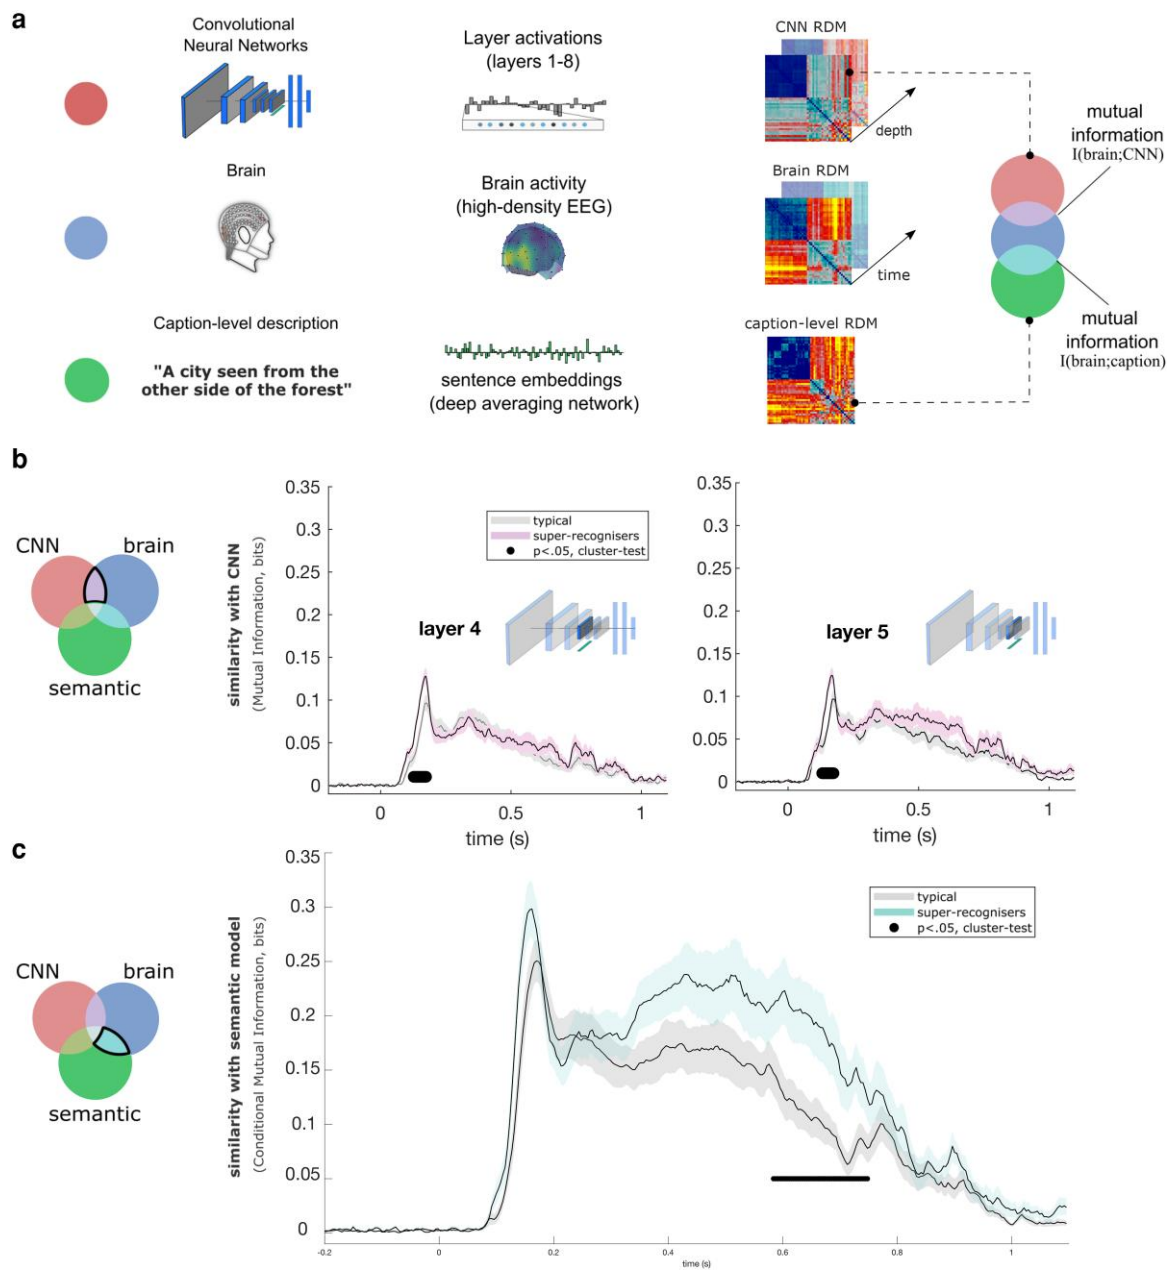 a
Convolutional
Neural Networks
Layer activations
(layers 1-8)
CNN RDM
depth
mutual
information
I(brain;CNN)
Brain
Brain activity
(high-density EEG)
Brain RDM
time
Caption-level description
"A city seen from the
other side of the forest"
sentence embeddings
(deep averaging network)
caption-level RDM
mutual
information
I(brain;caption)
b
CNN
brain
semantic
similarity with CNN
(Mutual Information, bits)
0.35
0.3
0.25
0.2
0.15
0.1
0.05
0
typical
super-recognisers
p<.05, cluster-test
layer 4
0
0.5
1
time (s)
0.35
0.3
0.25
0.2
0.15
0.1
0.05
0
layer 5
0
0.5
1
time (s)
c
CNN
brain
semantic
similarity with semantic model
(Conditional Mutual Information, bits)
0.35
0.3
0.25
0.2
0.15
0.1
0.05
0
typical
super-recognisers
p<.05, cluster-test
-0.2
0
0.2
0.4
0.6
0.8
1
time (s)